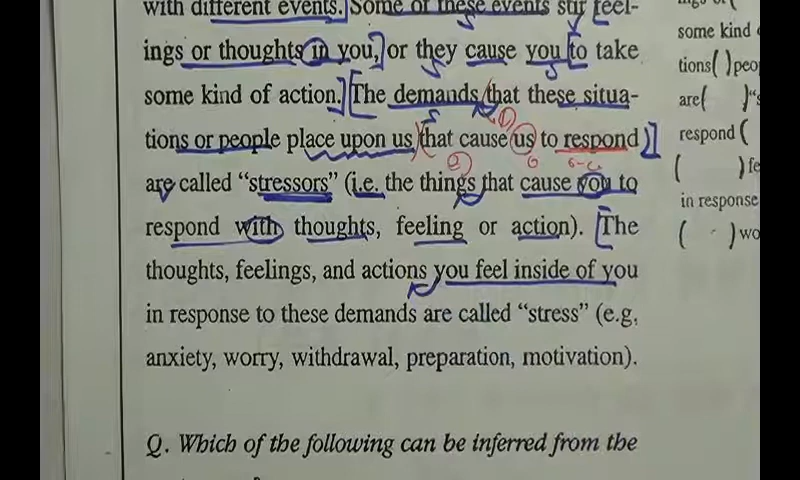 with different events. Some of these events stir feel-
ings or thoughts in you, or they cause you to take
some kind of action. The demands that these situa-
tions or people place upon us that cause us to respond
are called “stressors” (i.e. the things that cause you to
respond with thoughts, feeling or action). The
thoughts, feelings, and actions you feel inside of you
in response to these demands are called “stress” (e.g,
anxiety, worry, withdrawal, preparation, motivation).
Q. Which of the following can be inferred from the
some kind
tions( )peo
are( )“s
respond (
( )fe
in response
( )wo